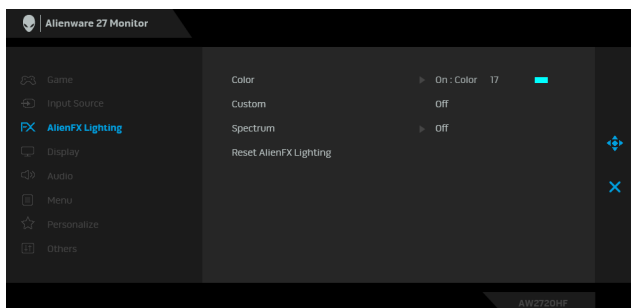 Alienware 27 Monitor
Game
Input Source
FX AlienFX Lighting
Display
Audio
Menu
Personalize
Others
Color On : Color 17
Custom Off
Spectrum Off
Reset AlienFX Lighting
AW2720HF